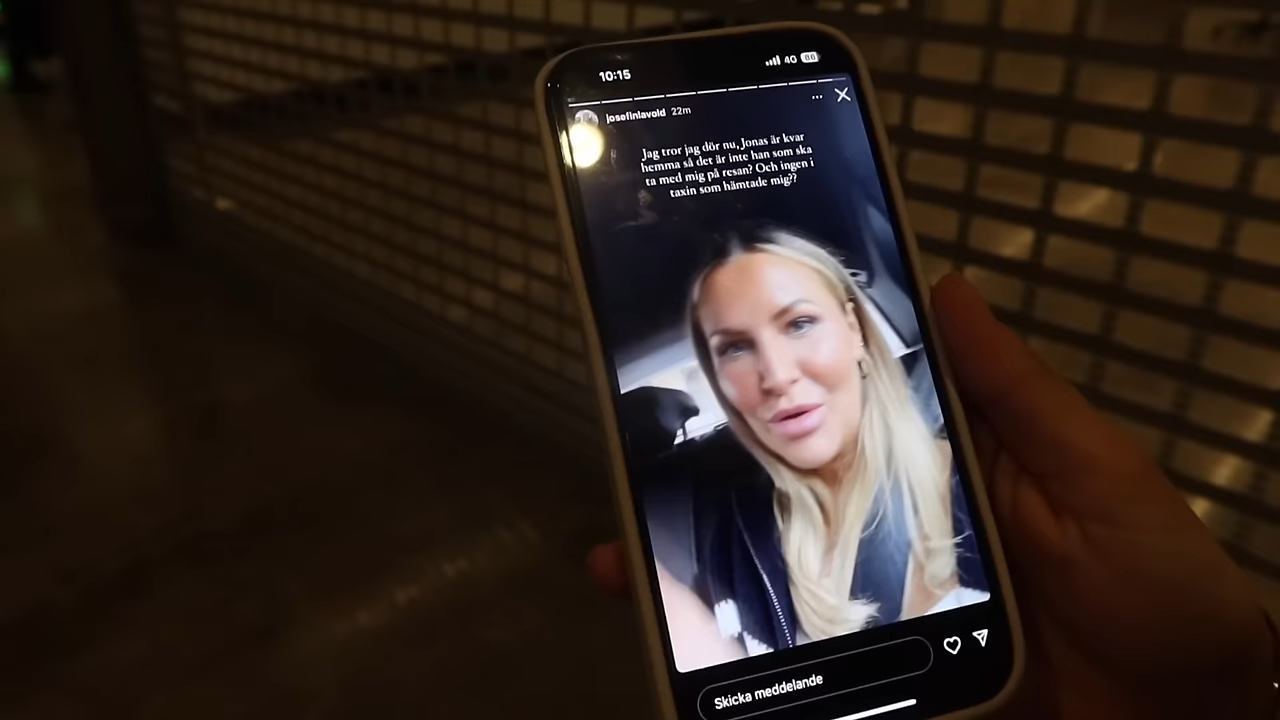 10:15
4G 86
josefinlavold 22m
Jag tror jag dör nu, Jonas är kvar
hemma så det är inte han som ska
ta med mig på resan? Och ingen i
taxin som hämtade mig??
Skicka meddelande